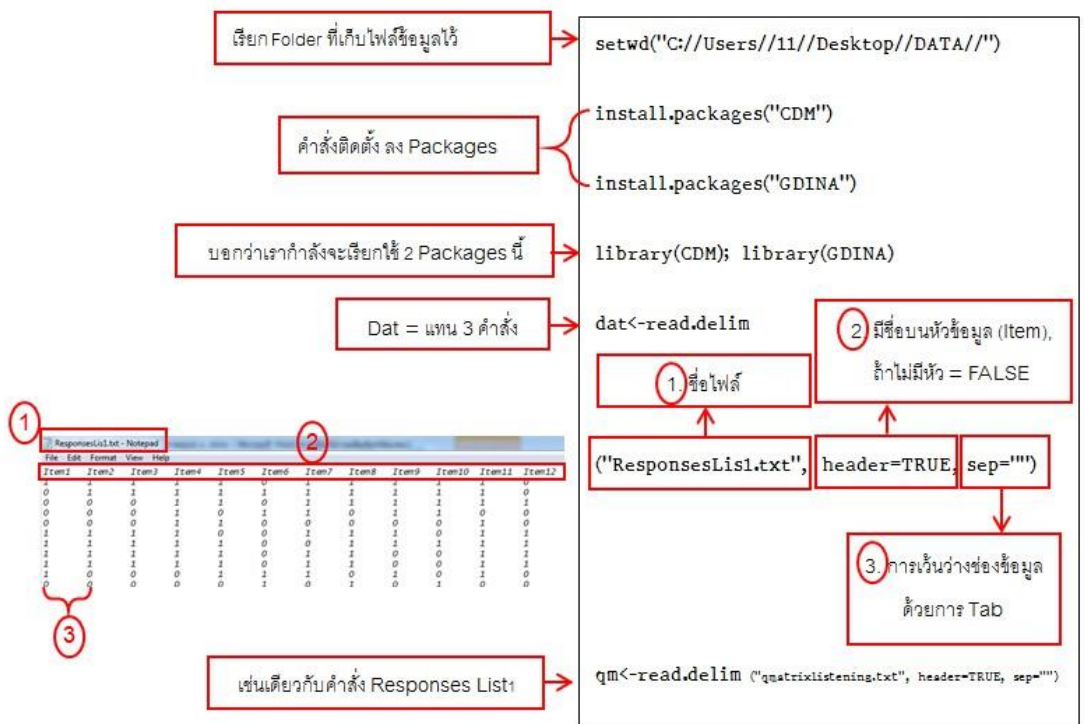 เรียก Folder ที่เก็บไฟล์ข้อมูลไว้
setwd("C://Users//11//Desktop//DATA//")
install.packages("CDM")
คำสั่งติดตั้ง ลง Packages
install.packages("GDINA")
บอกว่าเรากำลังจะเรียกใช้ 2 Packages นี้
library(CDM); library(GDINA)
Dat = แทน 3 คำสั่ง
dat<-read.delim
2. มีชื่อบนหัวข้อมูล (Item),
ถ้าไม่มีหัว = FALSE
1. ชื่อไฟล์
("ResponsesLis1.txt", header=TRUE, sep="")
3. การเว้นว่างช่องข้อมูล
ด้วยการ Tab
1
ResponsesLis1.txt - Notepad
2
File Edit Format View Help
Item1 Item2 Item3 Item4 Item5 Item6 Item7 Item8 Item9 Item10 Item11 Item12
3
เช่นเดียวกับคำสั่ง Responses List1
qm<-read.delim ("qmatrixlistening.txt", header=TRUE, sep="")